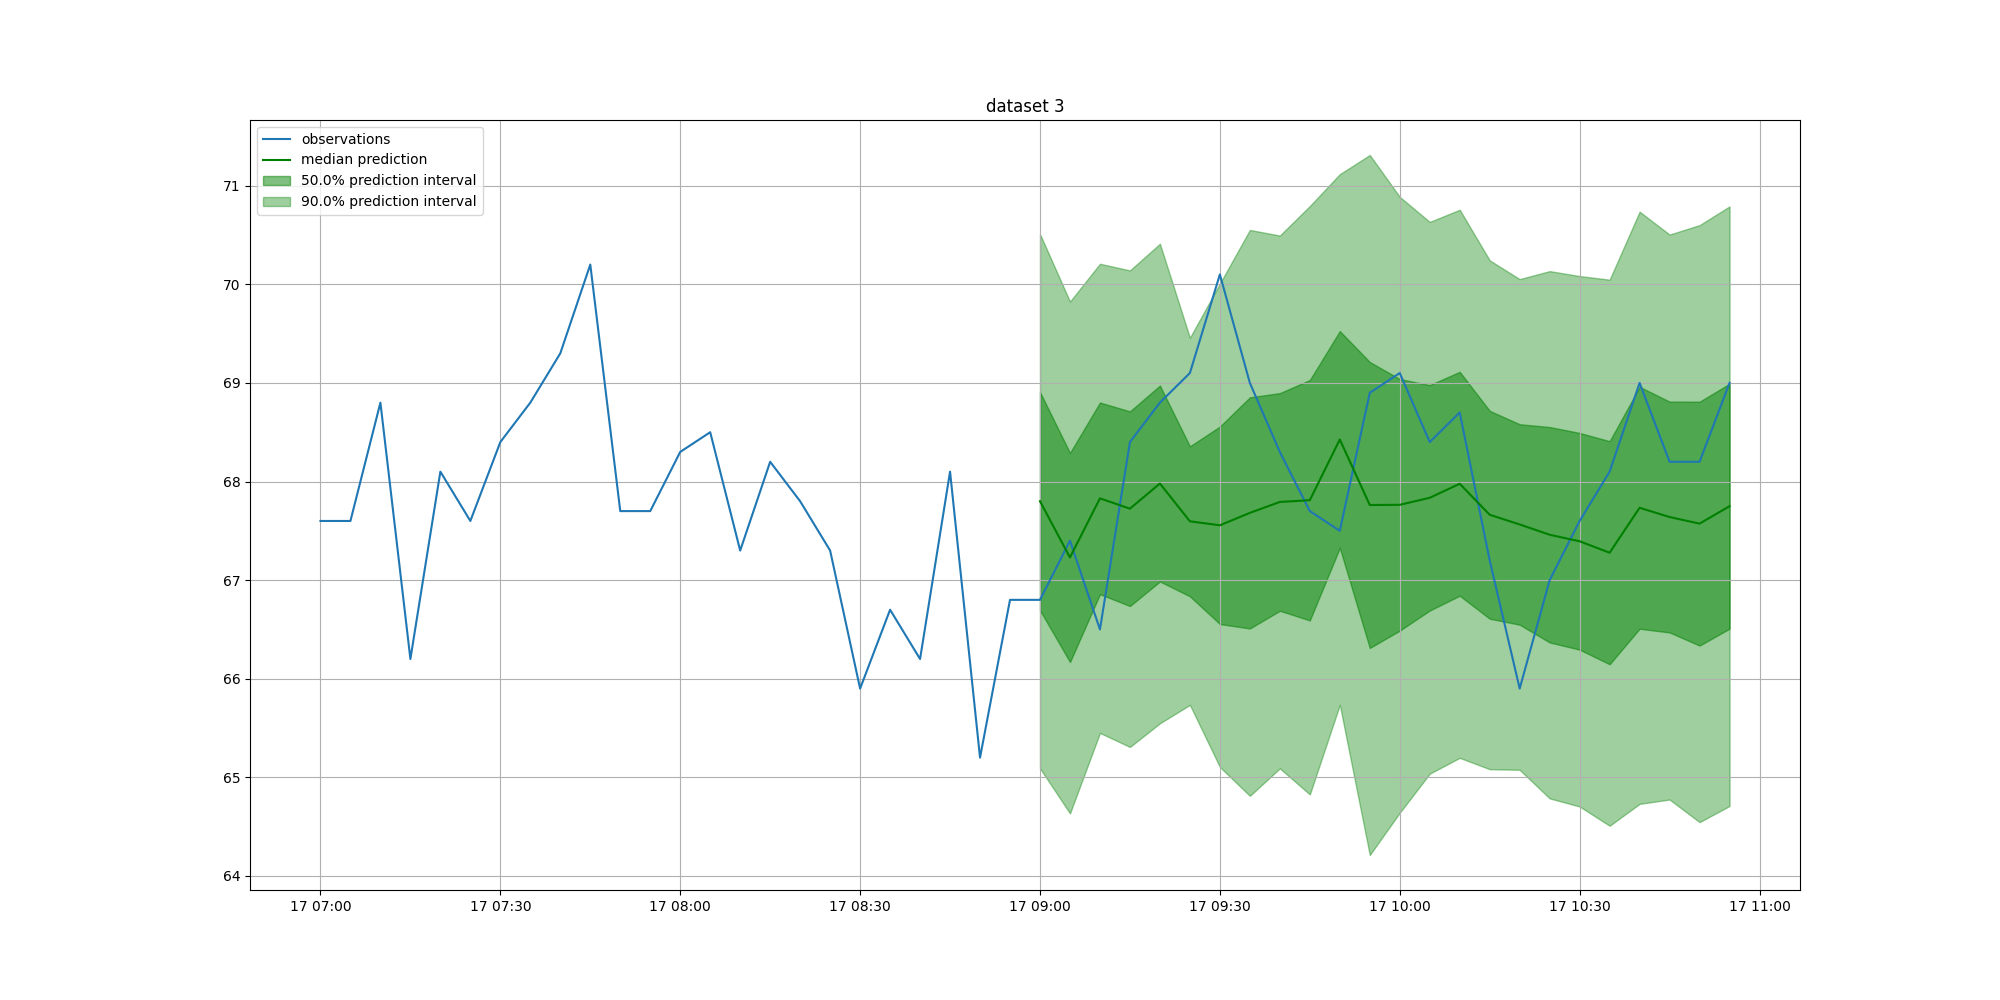 dataset 3
observations
median prediction
50.0% prediction interval
90.0% prediction interval
71
70
69
68
67
66
65
64
17 07:00 17 07:30 17 08:00 17 08:30 17 09:00 17 09:30 17 10:00 17 10:30 17 11:00